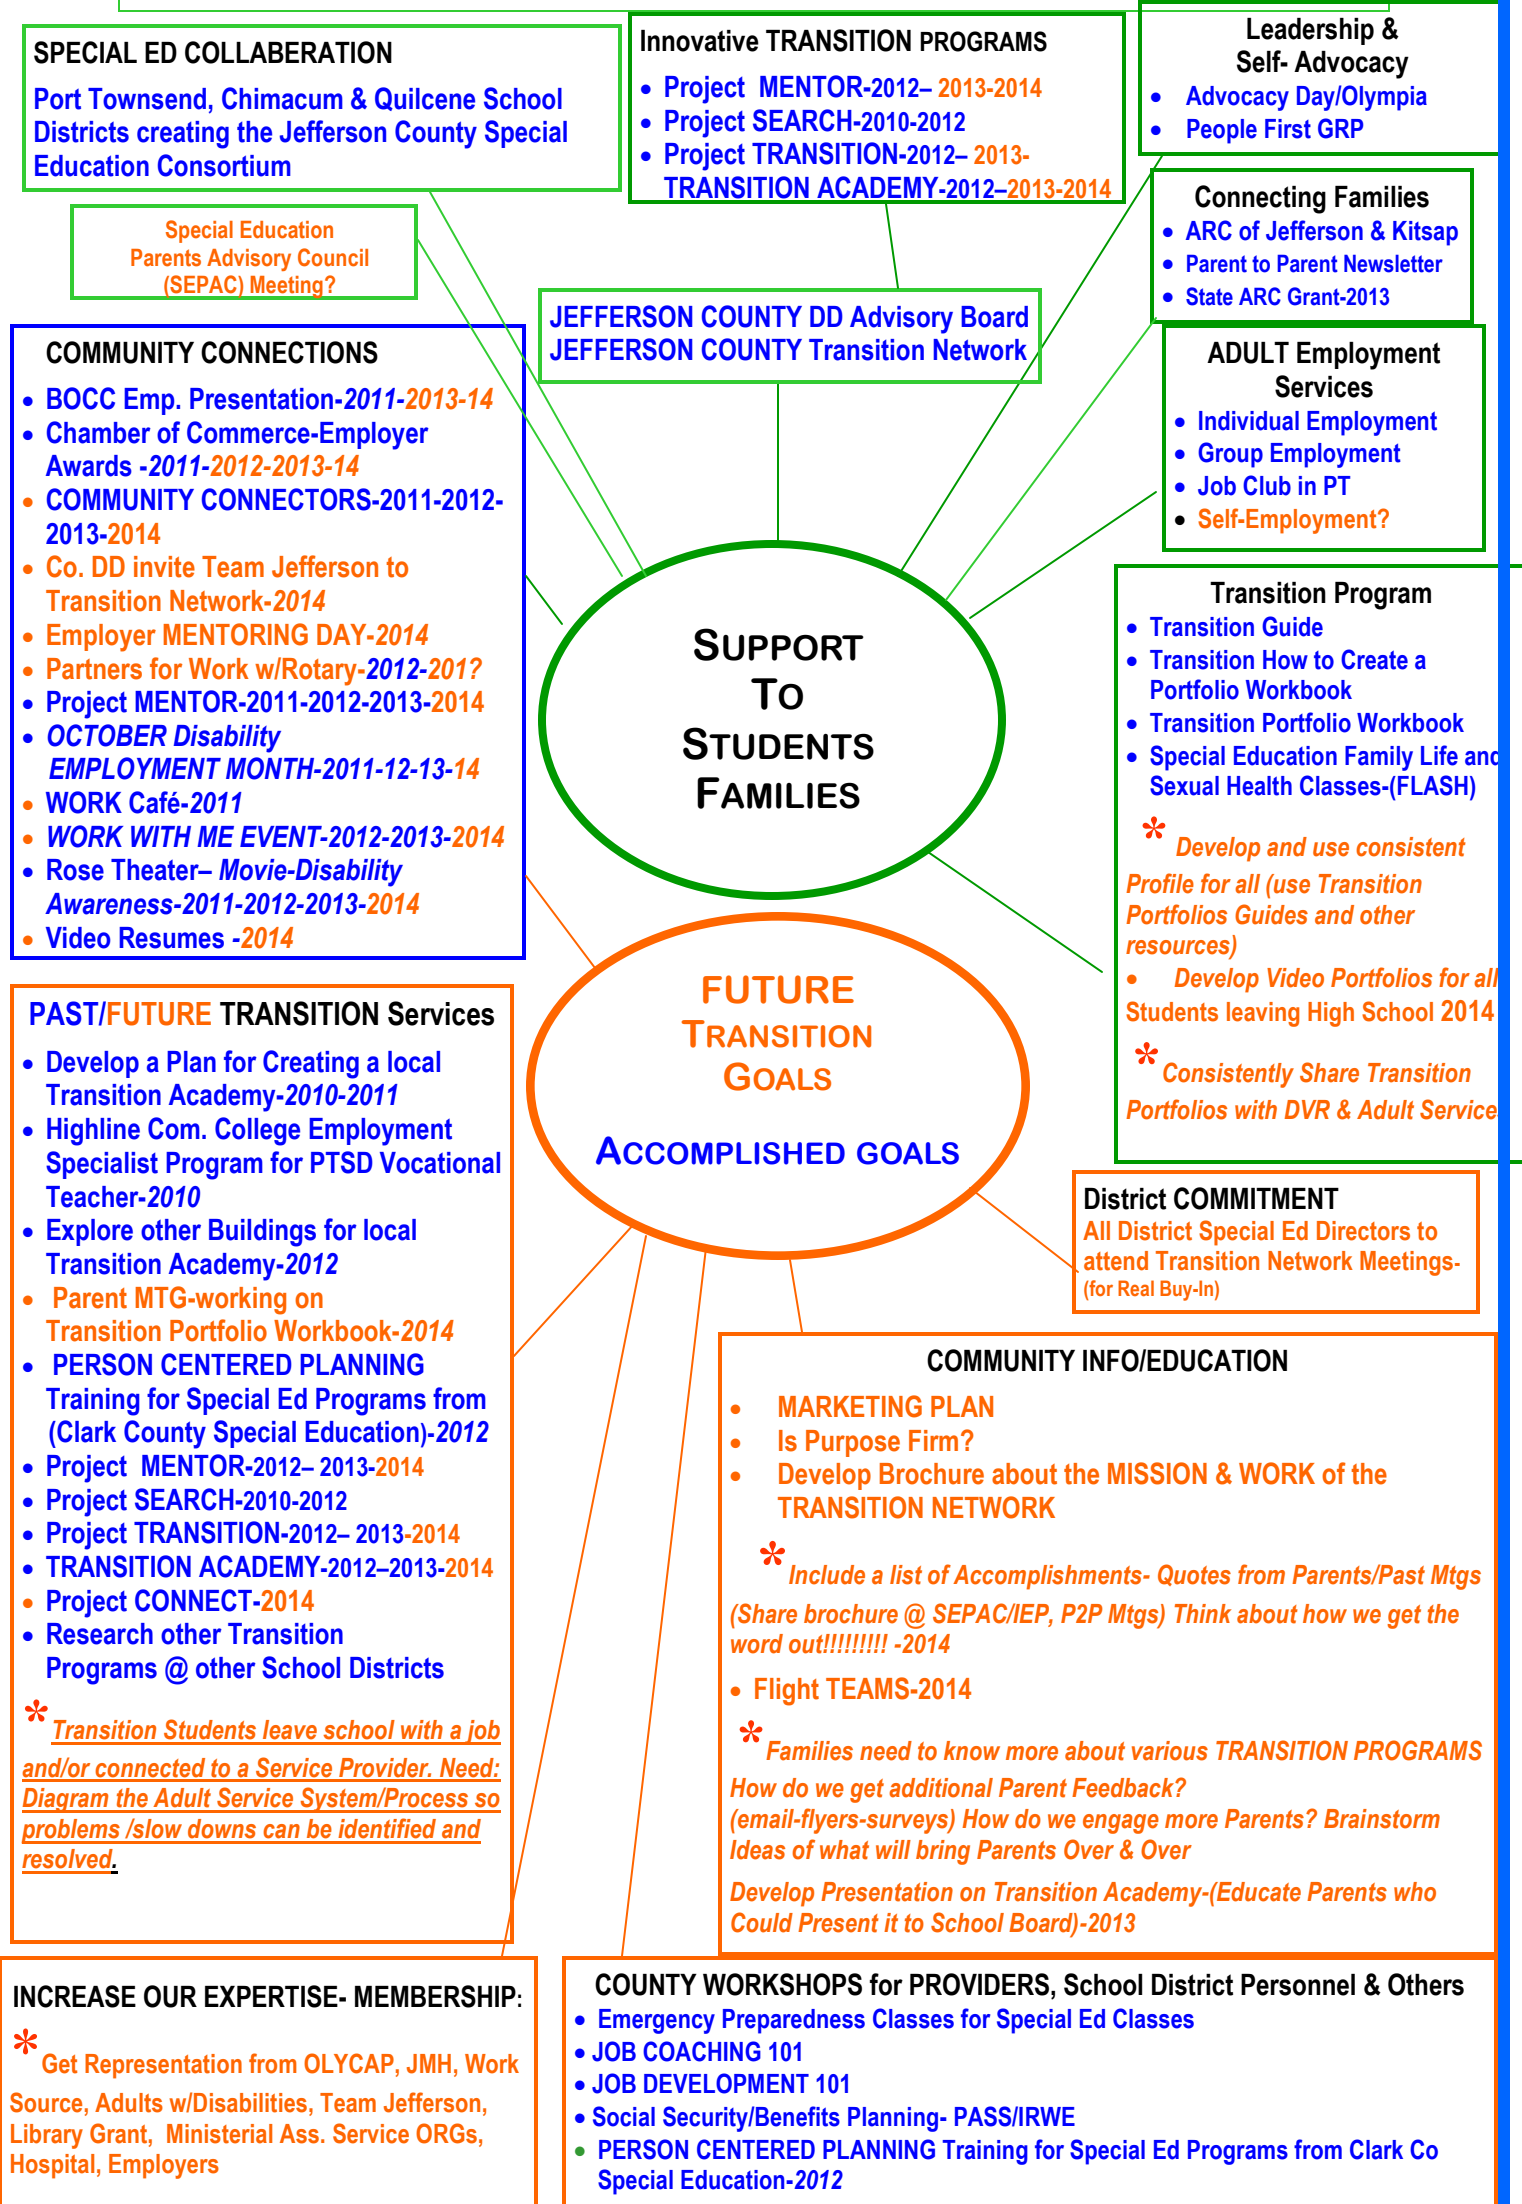 SPECIAL ED COLLABERATION
Port Townsend, Chimacum & Quilcene School
Districts creating the Jefferson County Special
Education Consortium
Special Education
Parents Advisory Council
(SEPAC) Meeting?
Innovative TRANSITION PROGRAMS
• Project MENTOR-2012– 2013-2014
• Project SEARCH-2010-2012
• Project TRANSITION-2012– 2013-
TRANSITION ACADEMY-2012–2013-2014
Leadership &
Self- Advocacy
• Advocacy Day/Olympia
• People First GRP
Connecting Families
• ARC of Jefferson & Kitsap
• Parent to Parent Newsletter
• State ARC Grant-2013
JEFFERSON COUNTY DD Advisory Board
JEFFERSON COUNTY Transition Network
ADULT Employment
Services
• Individual Employment
• Group Employment
• Job Club in PT
• Self-Employment?
COMMUNITY CONNECTIONS
• BOCC Emp. Presentation-2011-2013-14
• Chamber of Commerce-Employer
Awards -2011-2012-2013-14
• COMMUNITY CONNECTORS-2011-2012-
2013-2014
• Co. DD invite Team Jefferson to
Transition Network-2014
• Employer MENTORING DAY-2014
• Partners for Work w/Rotary-2012-201?
• Project MENTOR-2011-2012-2013-2014
• OCTOBER Disability
EMPLOYMENT MONTH-2011-12-13-14
• WORK Café-2011
• WORK WITH ME EVENT-2012-2013-2014
• Rose Theater– Movie-Disability
Awareness-2011-2012-2013-2014
• Video Resumes -2014
SUPPORT
TO
STUDENTS
FAMILIES
Transition Program
• Transition Guide
• Transition How to Create a
Portfolio Workbook
• Transition Portfolio Workbook
• Special Education Family Life and
Sexual Health Classes-(FLASH)
* Develop and use consistent
Profile for all (use Transition
Portfolios Guides and other
resources)
• Develop Video Portfolios for all
Students leaving High School 2014
* Consistently Share Transition
Portfolios with DVR & Adult Service
FUTURE
TRANSITION
GOALS
ACCOMPLISHED GOALS
PAST/FUTURE TRANSITION Services
• Develop a Plan for Creating a local
Transition Academy-2010-2011
• Highline Com. College Employment
Specialist Program for PTSD Vocational
Teacher-2010
• Explore other Buildings for local
Transition Academy-2012
• Parent MTG-working on
Transition Portfolio Workbook-2014
• PERSON CENTERED PLANNING
Training for Special Ed Programs from
(Clark County Special Education)-2012
• Project MENTOR-2012– 2013-2014
• Project SEARCH-2010-2012
• Project TRANSITION-2012– 2013-2014
• TRANSITION ACADEMY-2012–2013-2014
• Project CONNECT-2014
• Research other Transition
Programs @ other School Districts
* Transition Students leave school with a job
and/or connected to a Service Provider. Need:
Diagram the Adult Service System/Process so
problems /slow downs can be identified and
resolved.
District COMMITMENT
All District Special Ed Directors to
attend Transition Network Meetings-
(for Real Buy-In)
COMMUNITY INFO/EDUCATION
• MARKETING PLAN
• Is Purpose Firm?
• Develop Brochure about the MISSION & WORK of the
TRANSITION NETWORK
* Include a list of Accomplishments- Quotes from Parents/Past Mtgs
(Share brochure @ SEPAC/IEP, P2P Mtgs) Think about how we get the
word out!!!!!!!!! -2014
• Flight TEAMS-2014
* Families need to know more about various TRANSITION PROGRAMS
How do we get additional Parent Feedback?
(email-flyers-surveys) How do we engage more Parents? Brainstorm
Ideas of what will bring Parents Over & Over
Develop Presentation on Transition Academy-(Educate Parents who
Could Present it to School Board)-2013
INCREASE OUR EXPERTISE- MEMBERSHIP:
* Get Representation from OLYCAP, JMH, Work
Source, Adults w/Disabilities, Team Jefferson,
Library Grant, Ministerial Ass. Service ORGs,
Hospital, Employers
COUNTY WORKSHOPS for PROVIDERS, School District Personnel & Others
• Emergency Preparedness Classes for Special Ed Classes
• JOB COACHING 101
• JOB DEVELOPMENT 101
• Social Security/Benefits Planning- PASS/IRWE
• PERSON CENTERED PLANNING Training for Special Ed Programs from Clark Co
Special Education-2012